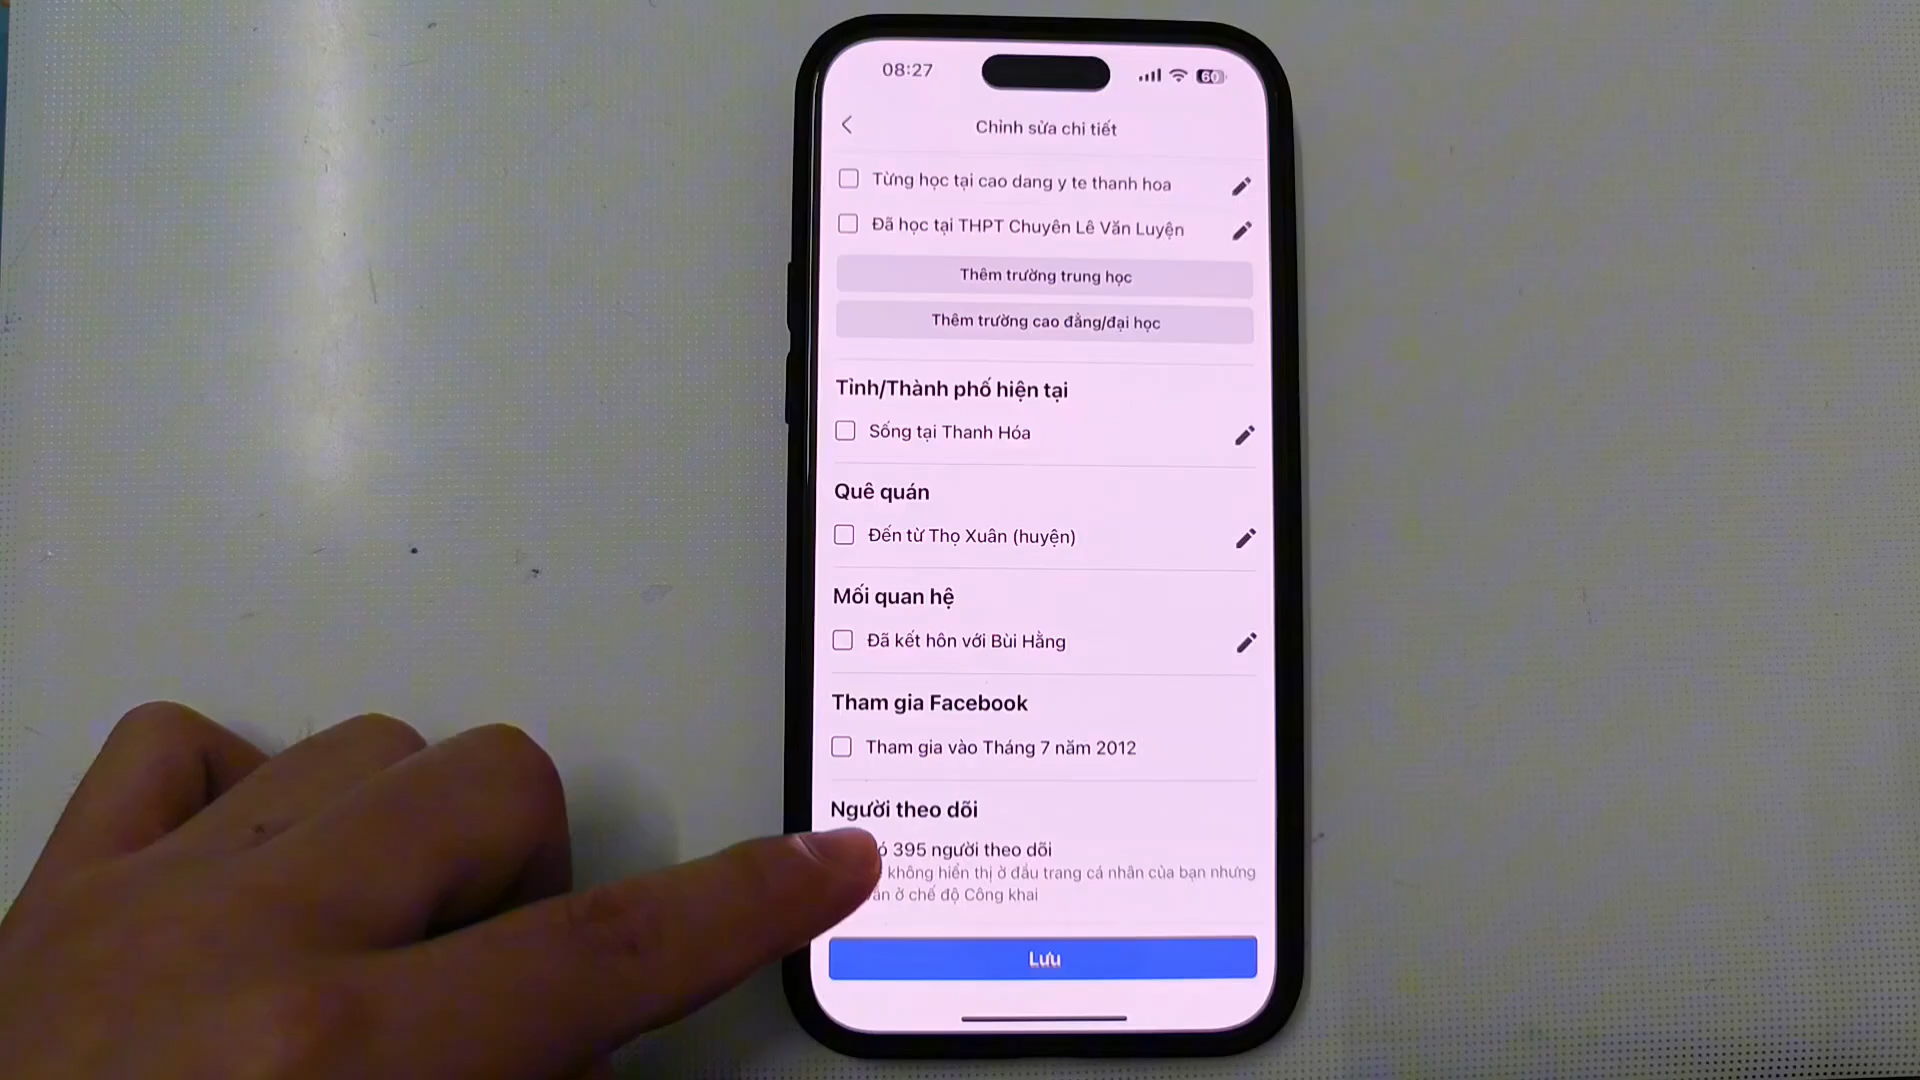 08:27
60
Chỉnh sửa chi tiết
Từng học tại cao dang y te thanh hoa
Đã học tại THPT Chuyên Lê Văn Luyện
Thêm trường trung học
Thêm trường cao đẳng/đại học
Tỉnh/Thành phố hiện tại
Sống tại Thanh Hóa
Quê quán
Đến từ Thọ Xuân (huyện)
Mối quan hệ
Đã kết hôn với Bùi Hằng
Tham gia Facebook
Tham gia vào Tháng 7 năm 2012
Người theo dõi
395 người theo dõi
không hiển thị ở đầu trang cá nhân của bạn nhưng
ở chế độ Công khai
Lưu